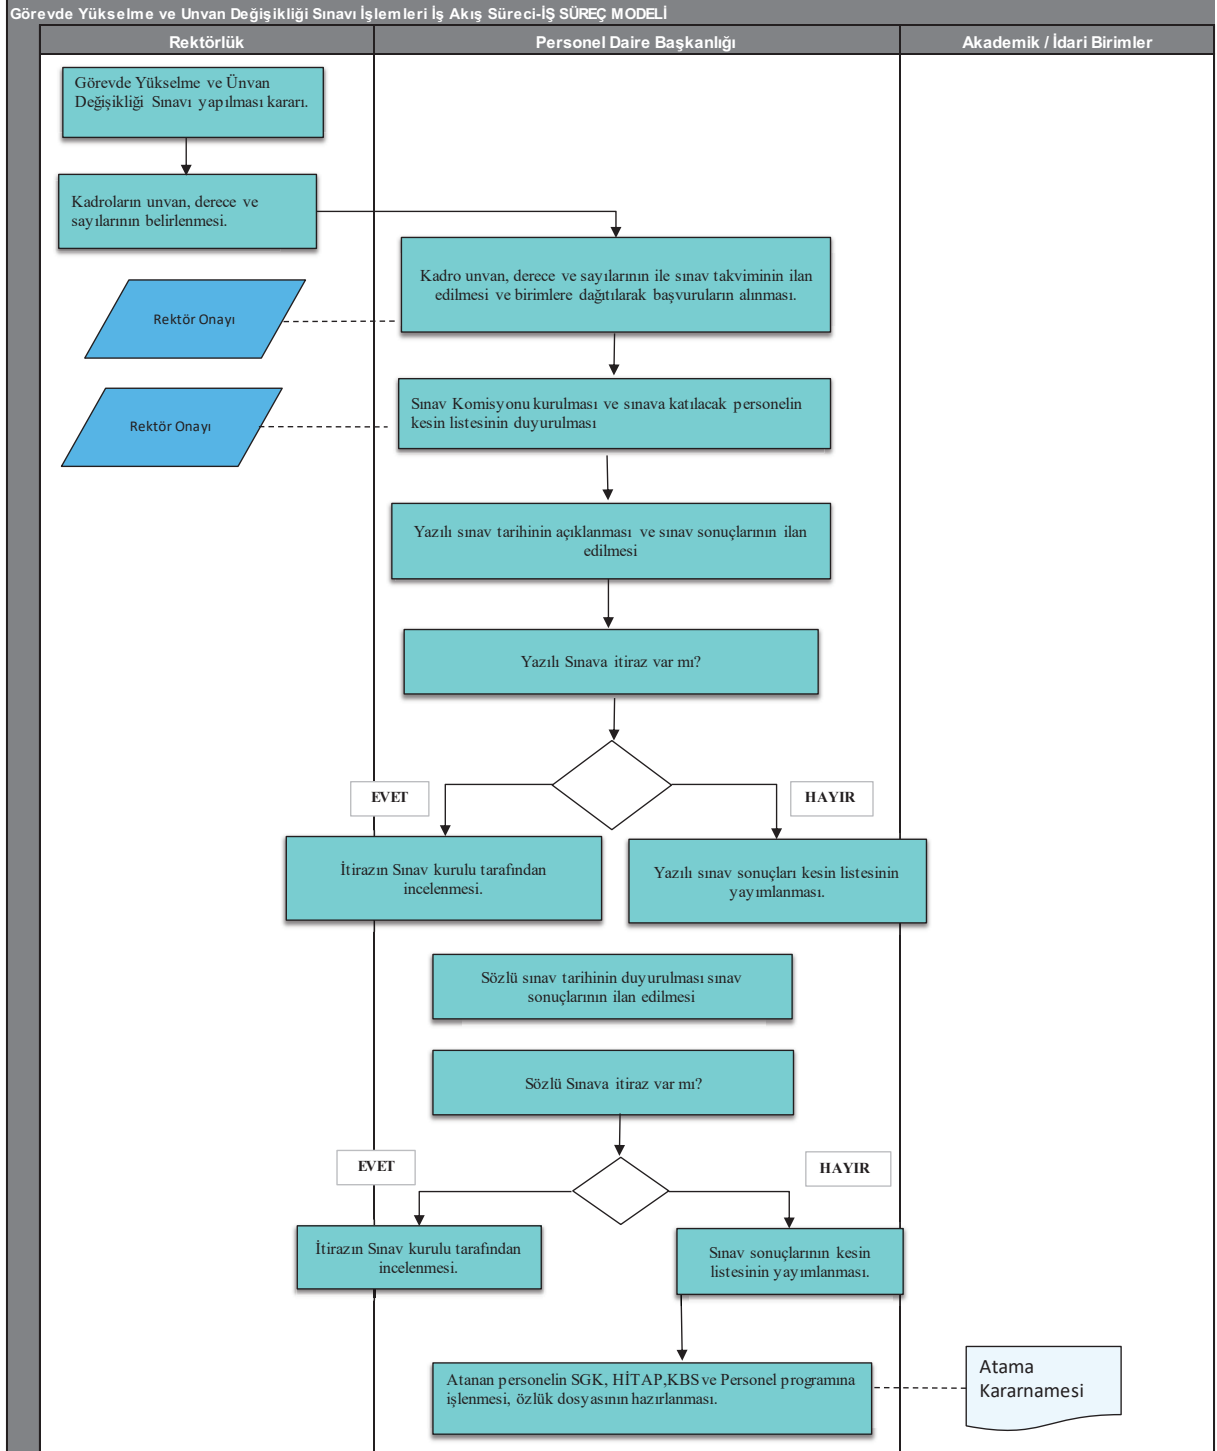 Görevde Yükselme ve Unvan Değişikliği Sınavı İşlemleri İş Akış Süreci-İŞ SÜREÇ MODELİ
Rektörlük
Personel Daire Başkanlığı
Akademik / İdari Birimler
Görevde Yükselme ve Ünvan
Değişikliği Sınavı yapılması kararı.
Kadroların unvan, derece ve
sayılarının belirlenmesi.
Kadro unvan, derece ve sayılarının ile sınav takviminin ilan
edilmesi ve birimlere dağıtılarak başvuruların alınması.
Rektör Onayı
Sınav Komisyonu kurulması ve sınava katılacak personelin
kesin listesinin duyurulması
Rektör Onayı
Yazılı sınav tarihinin açıklanması ve sınav sonuçlarının ilan
edilmesi
Yazılı Sınava itiraz var mı?
EVET
HAYIR
İtirazın Sınav kurulu tarafından
incelenmesi.
Yazılı sınav sonuçları kesin listesinin
yayımlanması.
Sözlü sınav tarihinin duyurulması sınav
sonuçlarının ilan edilmesi
Sözlü Sınava itiraz var mı?
EVET
HAYIR
İtirazın Sınav kurulu tarafından
incelenmesi.
Sınav sonuçlarının kesin
listesinin yayımlanması.
Atanan personelin SGK, HİTAP,KBS ve Personel programına
işlenmesi, özlük dosyasının hazırlanması.
Atama
Kararnamesi